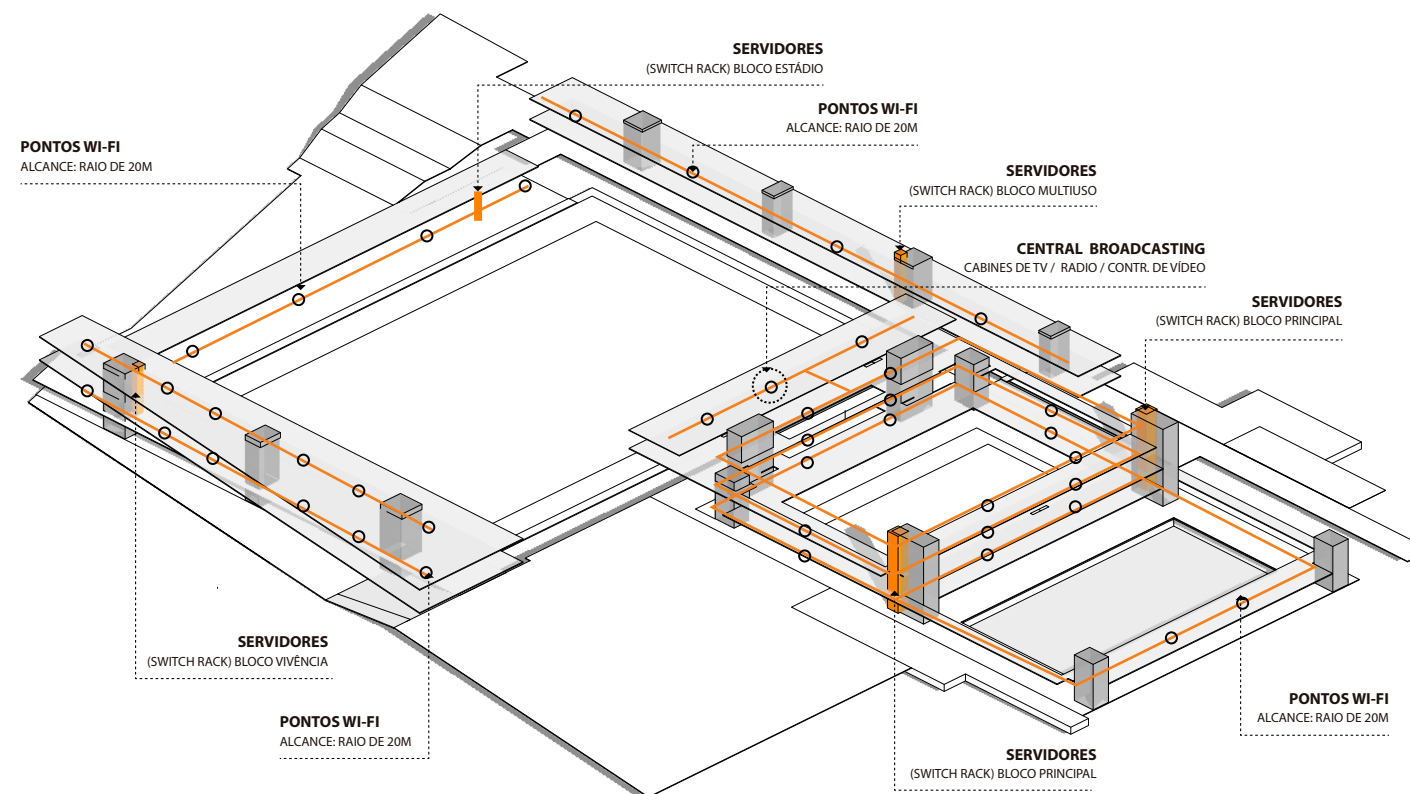 SERVIDORES
(SWITCH RACK) BLOCO ESTÁDIO
PONTOS WI-FI
ALCANCE: RAIO DE 20M
PONTOS WI-FI
ALCANCE: RAIO DE 20M
SERVIDORES
(SWITCH RACK) BLOCO MULTIUSO
CENTRAL BROADCASTING
CABINES DE TV / RADIO / CONTR. DE VÍDEO
SERVIDORES
(SWITCH RACK) BLOCO PRINCIPAL
SERVIDORES
(SWITCH RACK) BLOCO VIVÊNCIA
PONTOS WI-FI
ALCANCE: RAIO DE 20M
PONTOS WI-FI
ALCANCE: RAIO DE 20M
SERVIDORES
(SWITCH RACK) BLOCO PRINCIPAL